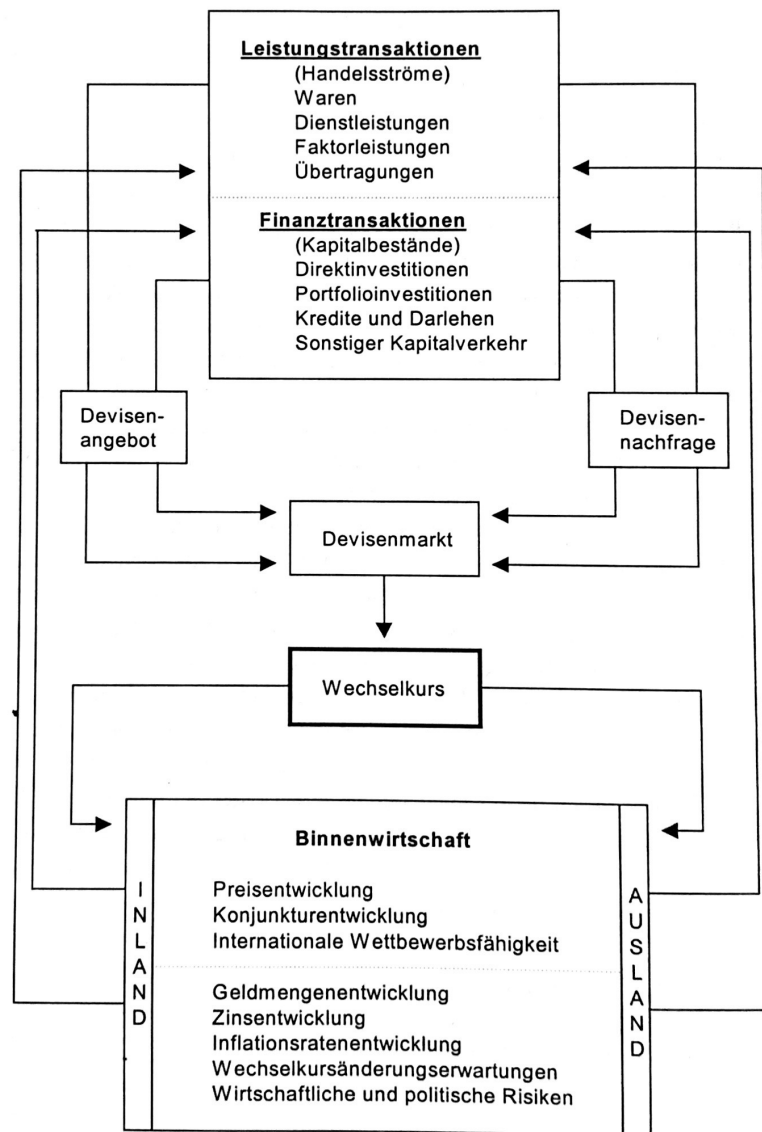 Leistungstransaktionen
(Handelsströme)
Waren
Dienstleistungen
Faktorleistungen
Übertragungen
Finanztransaktionen
(Kapitalbestände)
Direktinvestitionen
Portfolioinvestitionen
Kredite und Darlehen
Sonstiger Kapitalverkehr
Devisen-
angebot
Devisen-
nachfrage
Devisenmarkt
Wechselkurs
INLAND
Binnenwirtschaft
Preisentwicklung
Konjunkturentwicklung
Internationale Wettbewerbsfähigkeit
Geldmengenentwicklung
Zinsentwicklung
Inflationsratenentwicklung
Wechselkursänderungserwartungen
Wirtschaftliche und politische Risiken
AUSLAND